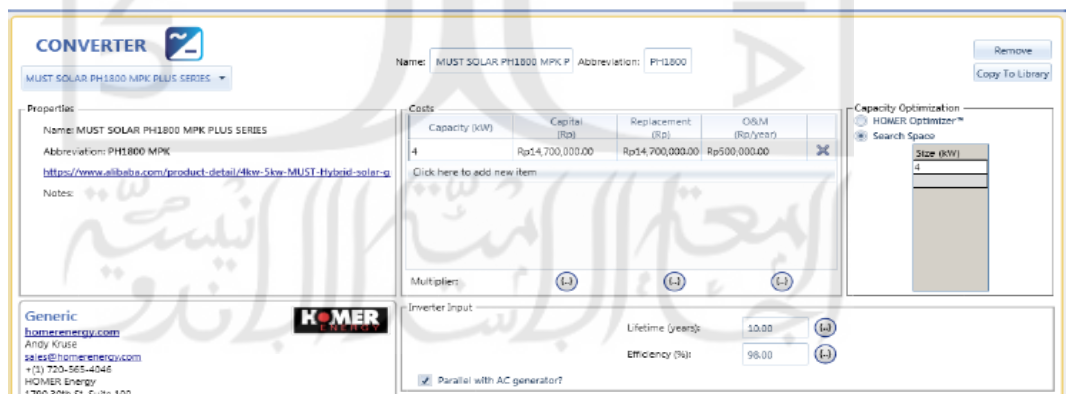 CONVERTER
MUST SOLAR PH1800 MPK PLUS SERIES
Name: MUST SOLAR PH1800 MPK P Abbreviation: PH1800
Remove
Copy To Library
Properties
Name: MUST SOLAR PH1800 MPK PLUS SERIES
Abbreviation: PH1800 MPK
https://www.alibaba.com/product-detail/4kw-5kw-MUST-Hybrid-solar-g
Notes:
Costs
Capacity (kW) Capital (Rp) Replacement (Rp) O&M (Rp/year)
4 Rp14,700,000.00 Rp14,700,000.00 Rp500,000.00
Click here to add new item
Multiplier: (..) (..) (..)
Capacity Optimization
HOMER Optimizer™
Search Space
Size (kW)
4
Generic
homerenergy.com
Andy Kruse
sales@homerenergy.com
+(1) 720-565-4046
HOMER Energy
1790 30th St, Suite 100
HOMER
ENERGY
Inverter Input
Lifetime (years): 10.00 (..)
Efficiency (%): 98.00 (..)
Parallel with AC generator?